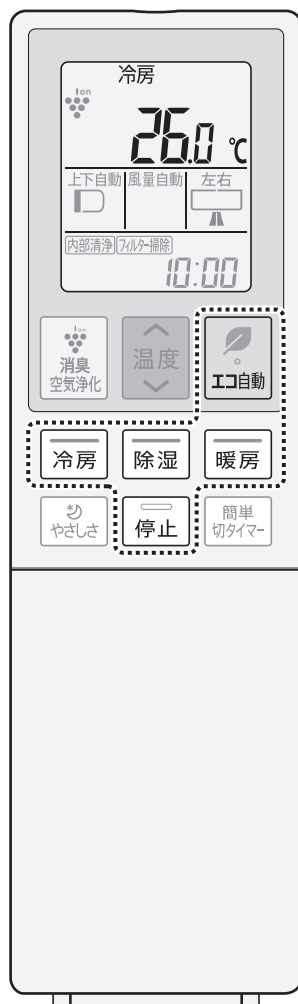 冷房
ion
26.0 ℃
上下自動 風量自動 左右
内部清浄 フィルター掃除
10:00
ion
消臭
空気浄化
温度
エコ自動
冷房 除湿 暖房
やさしさ
停止
簡単
切タイマー